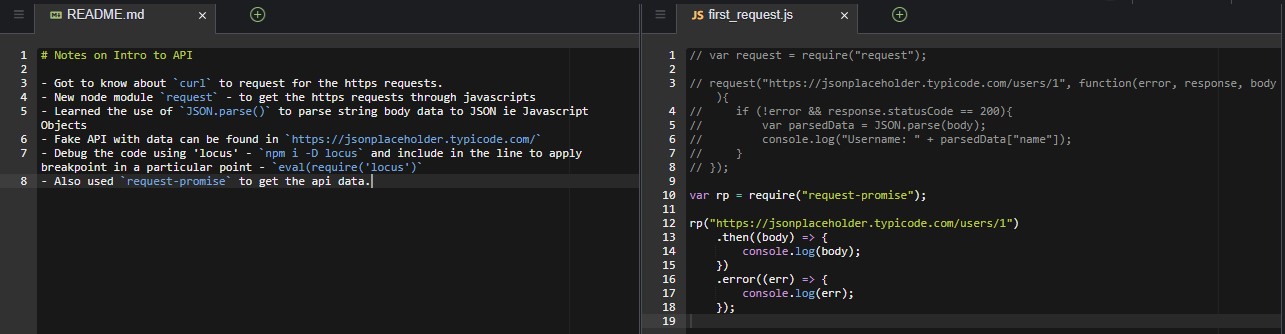 README.md
# Notes on Intro to API
- Got to know about `curl` to request for the https requests.
- New node module `request` - to get the https requests through javascripts
- Learned the use of `JSON.parse()` to parse string body data to JSON ie Javascript
Objects
- Fake API with data can be found in `https://jsonplaceholder.typicode.com/`
- Debug the code using 'locus' - `npm i -D locus` and include in the line to apply
breakpoint in a particular point - `eval(require('locus')`
- Also used `request-promise` to get the api data.
JS first_request.js
1 // var request = require("request");
2
3 // request("https://jsonplaceholder.typicode.com/users/1", function(error, response, body
){
4 //     if (!error && response.statusCode == 200){
5 //         var parsedData = JSON.parse(body);
6 //         console.log("Username: " + parsedData["name"]);
7 //     }
8 // });
9
10 var rp = require("request-promise");
11
12 rp("https://jsonplaceholder.typicode.com/users/1")
13     .then((body) => {
14         console.log(body);
15     })
16     .error((err) => {
17         console.log(err);
18     });
19